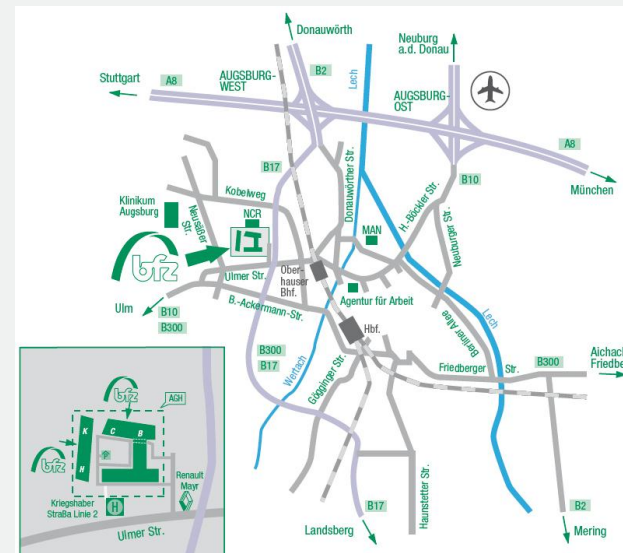 Donauwörth
Neuburg
a.d. Donau
B2
Stuttgart
A8
AUGSBURG-
WEST
Lech
AUGSBURG-
OST
A8
München
B17
B10
Klinikum
Augsburg
Neusäßer
Str.
Kobelweg
NCR
Donauwörther Str.
MAN
H.-Böckler Str.
Neuburger Str.
bfz
Ulmer Str.
Ober-
hauser
Bhf.
Agentur für Arbeit
Ulm
B10
B300
B.-Ackermann-Str.
Hbf.
Berliner Allee
Lech
B300
B17
Wertach
Gögginger Str.
Friedberger
Str.
B300
Aichach
Friedbe
Haunstetter Str.
B17
Landsberg
B2
Mering
bfz
AGH
K
C
B
P
bfz
H
Kriegshaber
StraBa Linie 2
H
Renault
Mayr
Ulmer Str.